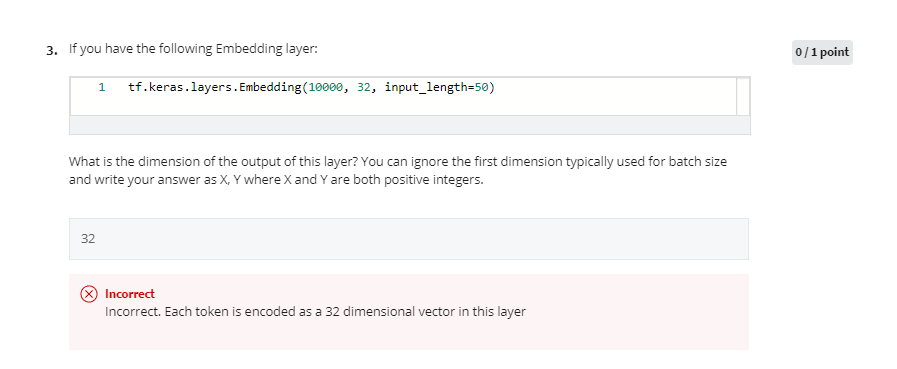 3. If you have the following Embedding layer:
0 / 1 point
1 tf.keras.layers.Embedding(10000, 32, input_length=50)
What is the dimension of the output of this layer? You can ignore the first dimension typically used for batch size
and write your answer as X, Y where X and Y are both positive integers.
32
Incorrect
Incorrect. Each token is encoded as a 32 dimensional vector in this layer